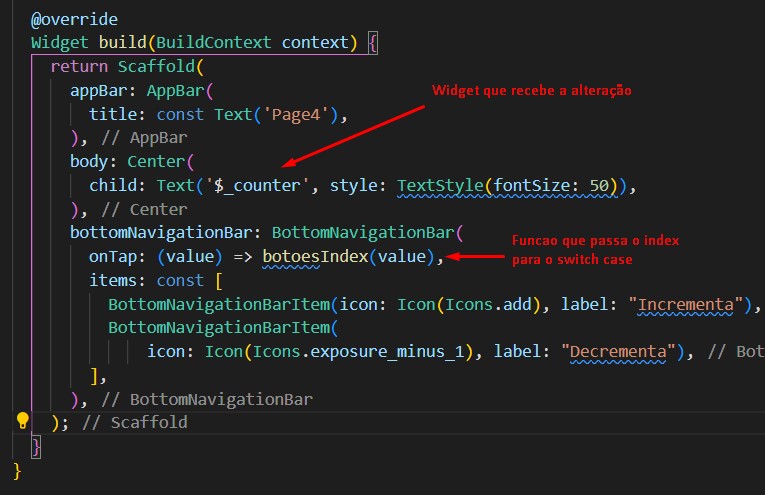 @override
Widget build(BuildContext context) {
return Scaffold(
appBar: AppBar(
Widget que recebe a alteração
title: const Text('Page4'),
), // AppBar
body: Center(
child: Text('$_counter', style: TextStyle(fontSize: 50)),
), // Center
bottomNavigationBar: BottomNavigationBar(
Funcao que passa o index
onTap: (value) => botoesIndex(value),
para o switch case
items: const [
BottomNavigationBarItem(icon: Icon(Icons.add), label: "Incrementa"),
BottomNavigationBarItem(
icon: Icon(Icons.exposure_minus_1), label: "Decrementa"), // Bot
],
), // BottomNavigationBar
); // Scaffold
}
}